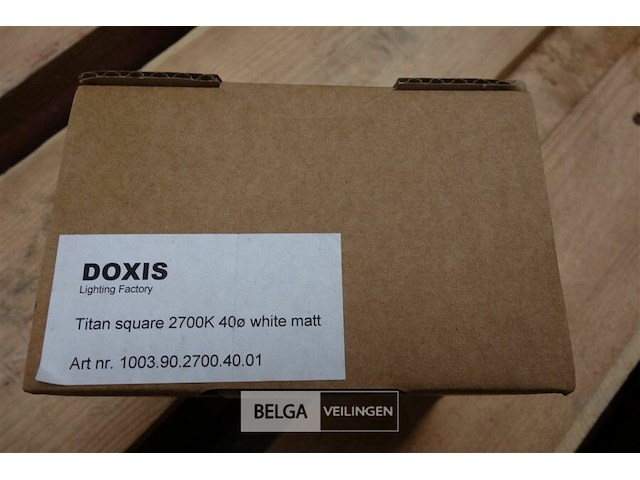 DOXIS
Lighting Factory
Titan square 2700K 40ø white matt
Art nr. 1003.90.2700.40.01
BELGA VEILINGEN